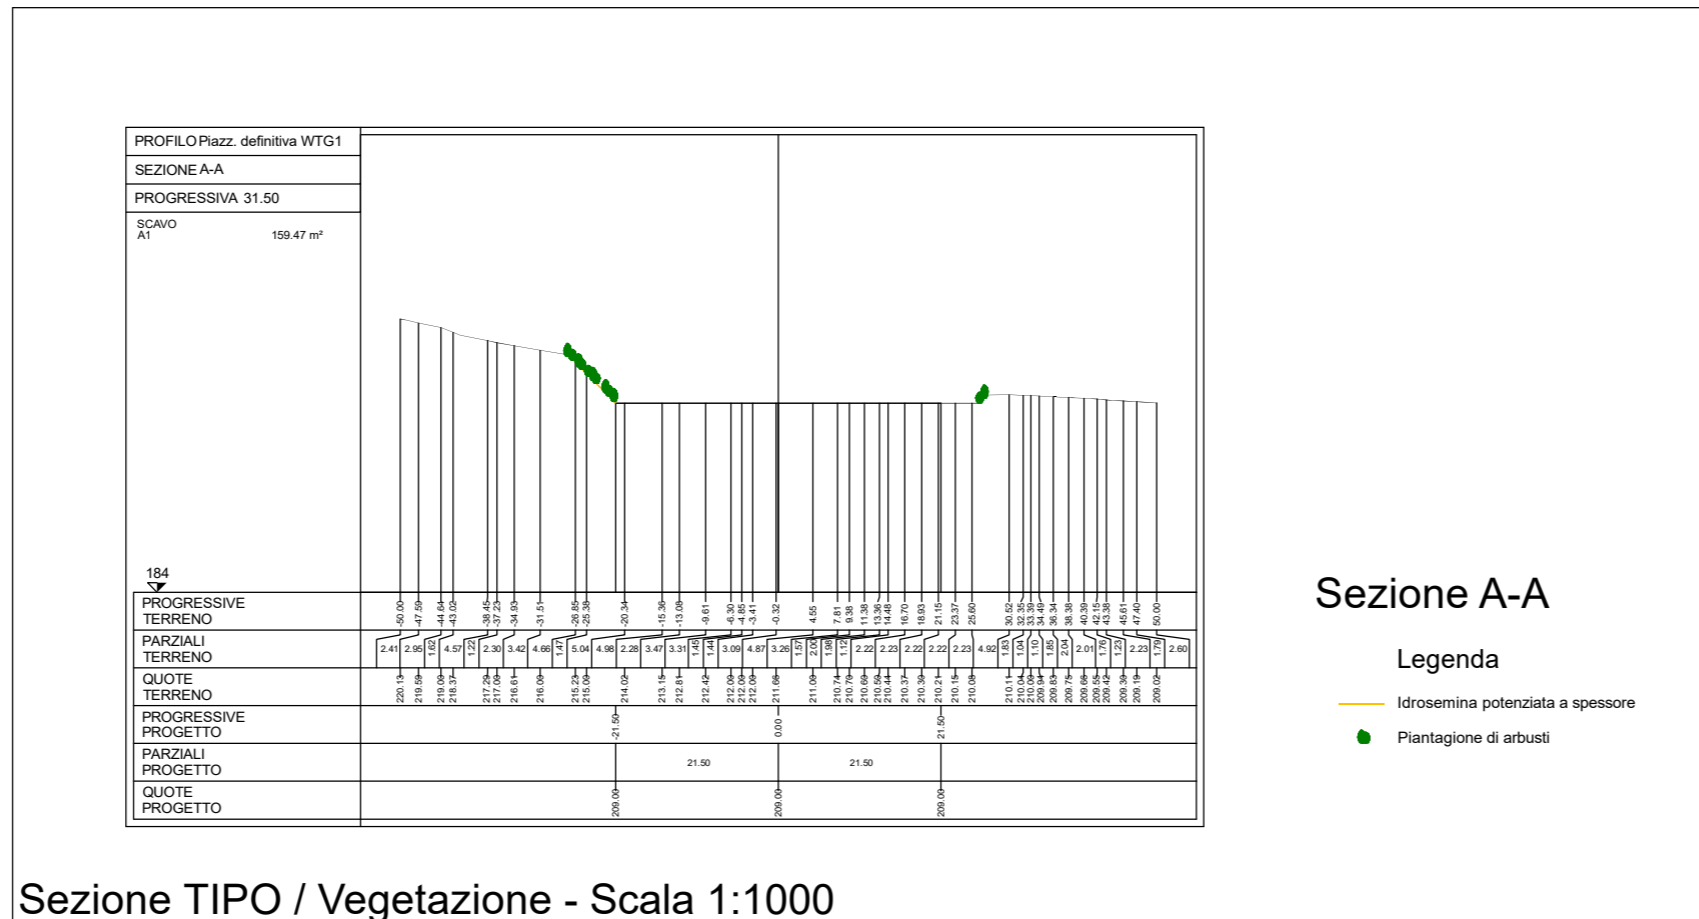 PROFILO Piazz. definitiva WTG1
SEZIONE A-A
PROGRESSIVA 31.50
SCAVO
A1 159.47 m²
184
PROGRESSIVE TERRENO
-50.00 -47.59 -44.64 -43.02 -38.45 -37.23 -34.93 -31.51 -26.85 -25.38 -20.34 -15.36 -13.08 -9.61 -6.30 -4.85 -3.41 -0.32 4.55 7.81 9.38 11.38 13.36 14.48 16.70 18.93 21.15 23.37 25.60 30.52 32.35 33.39 34.49 36.34 38.38 40.39 42.15 43.38 45.61 47.40 50.00
PARZIALI TERRENO
2.41 2.95 1.62 4.57 1.22 2.30 3.42 4.66 1.47 5.04 4.98 2.28 3.47 3.31 1.45 1.44 3.09 4.87 3.26 1.57 2.00 1.98 1.12 2.22 2.23 2.22 2.22 2.23 4.92 1.83 1.04 1.10 1.85 2.04 2.01 1.76 1.23 2.23 1.79 2.60
QUOTE TERRENO
220.13 219.59 219.00 218.37 217.29 217.00 216.61 216.00 215.23 215.00 214.02 213.15 212.81 212.42 212.00 212.00 212.00 211.66 211.00 210.74 210.70 210.60 210.50 210.44 210.37 210.30 210.21 210.15 210.08 210.11 210.04 210.00 209.94 209.83 209.75 209.66 209.55 209.42 209.30 209.19 209.02
PROGRESSIVE PROGETTO
-21.50 0.00 21.50
PARZIALI PROGETTO
21.50 21.50
QUOTE PROGETTO
209.00 209.00 209.00
Sezione A-A
Legenda
Idrosemina potenziata a spessore
Piantagione di arbusti
Sezione TIPO / Vegetazione - Scala 1:1000